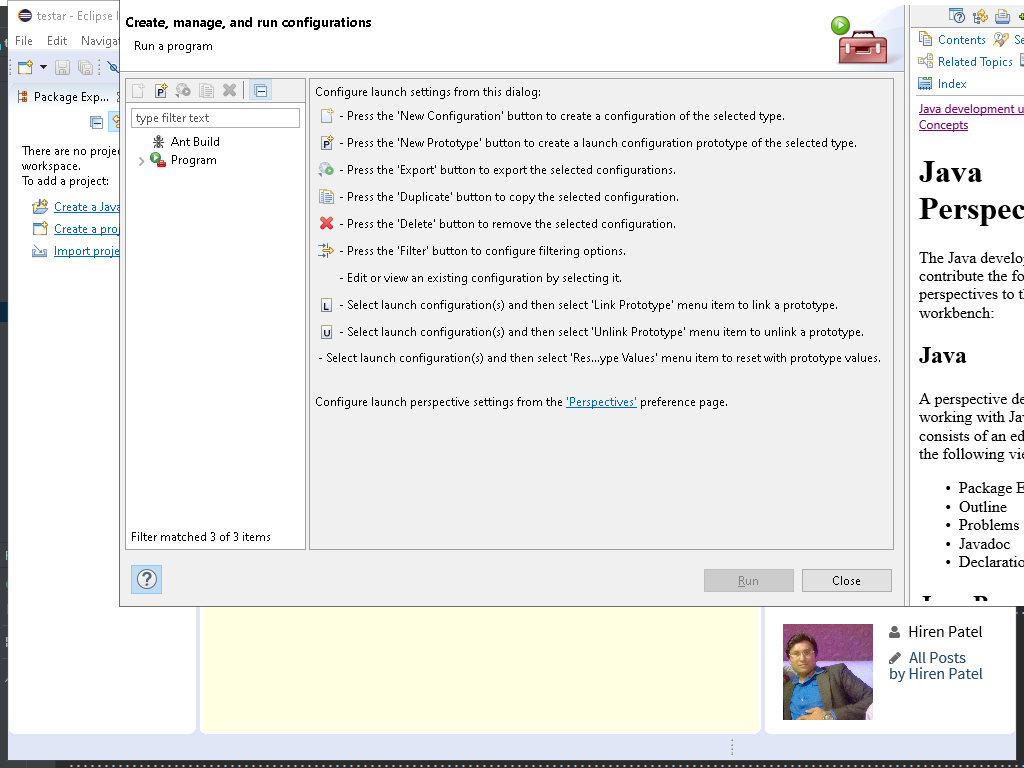 testar - Eclipse I
File Edit Navigat
Package Exp...
There are no proje
workspace.
To add a project:
Create a Java
Create a proj
Import proje
Create, manage, and run configurations
Run a program
type filter text
Ant Build
Program
Filter matched 3 of 3 items
Configure launch settings from this dialog:
- Press the 'New Configuration' button to create a configuration of the selected type.
- Press the 'New Prototype' button to create a launch configuration prototype of the selected type.
- Press the 'Export' button to export the selected configurations.
- Press the 'Duplicate' button to copy the selected configuration.
- Press the 'Delete' button to remove the selected configuration.
- Press the 'Filter' button to configure filtering options.
- Edit or view an existing configuration by selecting it.
- Select launch configuration(s) and then select 'Link Prototype' menu item to link a prototype.
- Select launch configuration(s) and then select 'Unlink Prototype' menu item to unlink a prototype.
- Select launch configuration(s) and then select 'Res...ype Values' menu item to reset with prototype values.
Configure launch perspective settings from the 'Perspectives' preference page.
Run
Close
Contents Se
Related Topics
Index
Java development u
Concepts
Java
Perspec
The Java develop
contribute the fo
perspectives to t
workbench:
Java
A perspective de
working with Jav
consists of an ed
the following vie
• Package E
• Outline
• Problems
• Javadoc
• Declaratio
Hiren Patel
All Posts
by Hiren Patel